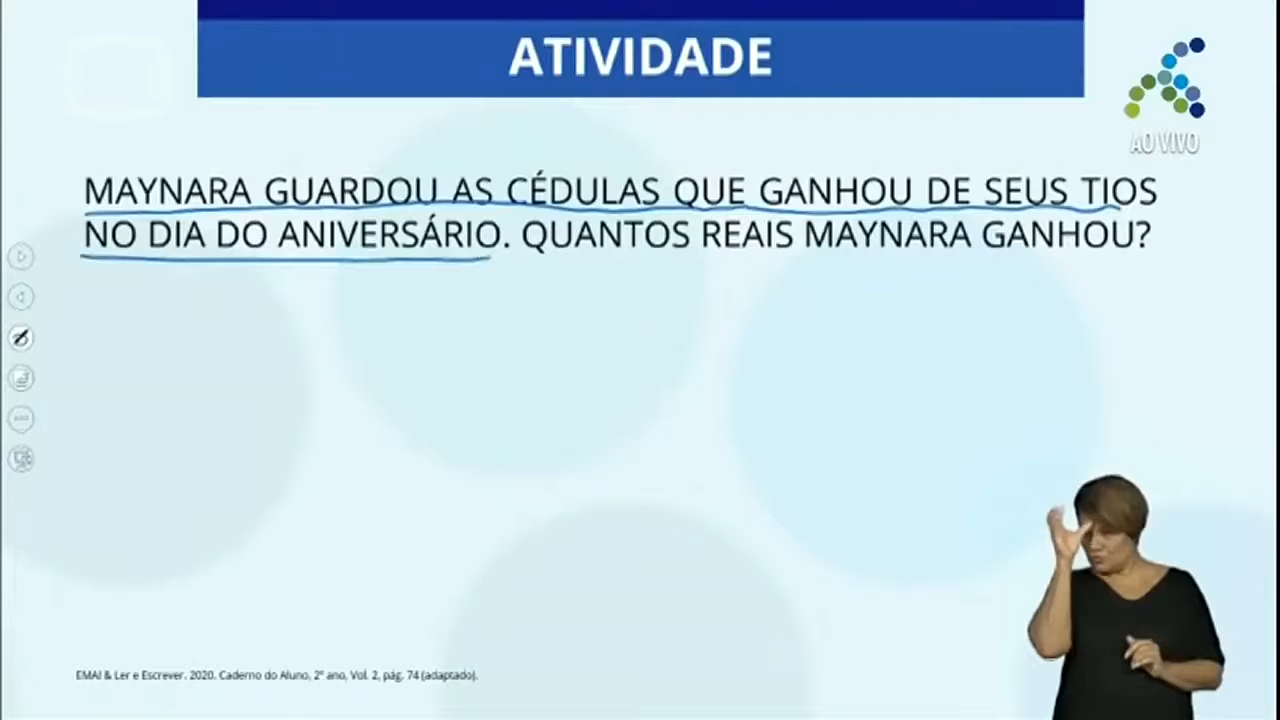 ATIVIDADE
AO VIVO
MAYNARA GUARDOU AS CÉDULAS QUE GANHOU DE SEUS TIOS
NO DIA DO ANIVERSÁRIO. QUANTOS REAIS MAYNARA GANHOU?
EMAI & Ler e Escrever. 2020. Caderno do Aluno, 2º ano, Vol. 2, pág. 74 (adaptado).